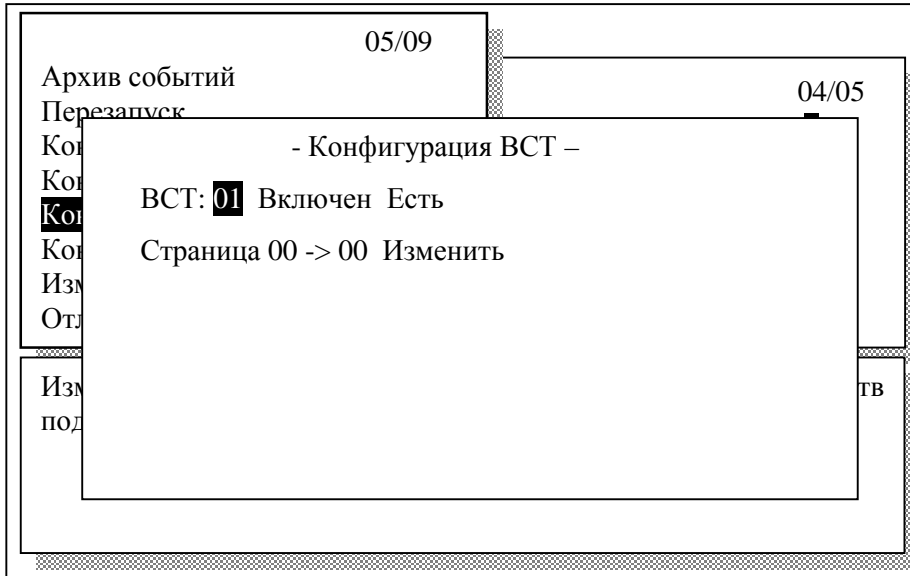 05/09
Архив событий
04/05
Перезапуск
- Конфигурация ВСТ –
ВСТ: 01 Включен Есть
Страница 00 -> 00 Изменить